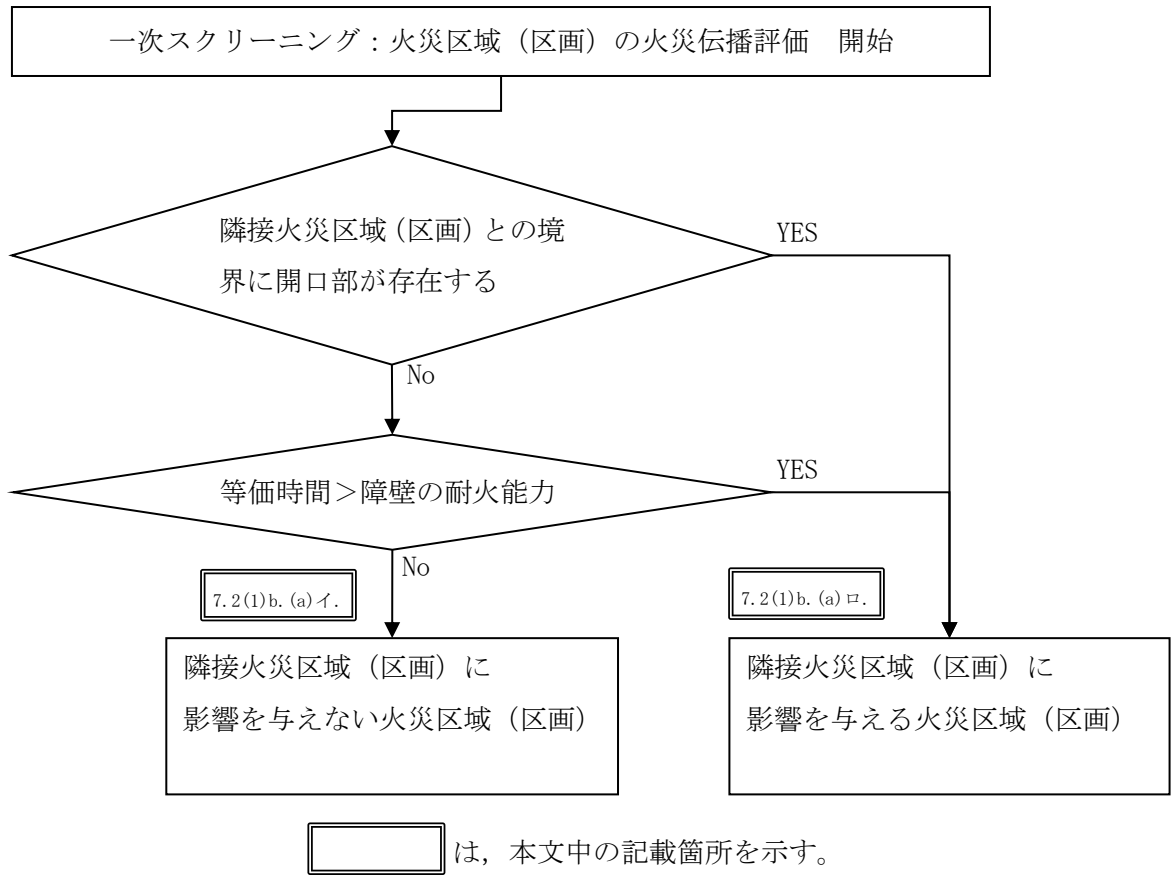 一次スクリーニング：火災区域（区画）の火災伝播評価　開始
隣接火災区域（区画）との境
界に開口部が存在する
YES
No
等価時間＞障壁の耐火能力
YES
No
7.2(1)b.(a)イ.
7.2(1)b.(a)ロ.
隣接火災区域（区画）に
影響を与えない火災区域（区画）
隣接火災区域（区画）に
影響を与える火災区域（区画）
は，本文中の記載箇所を示す。